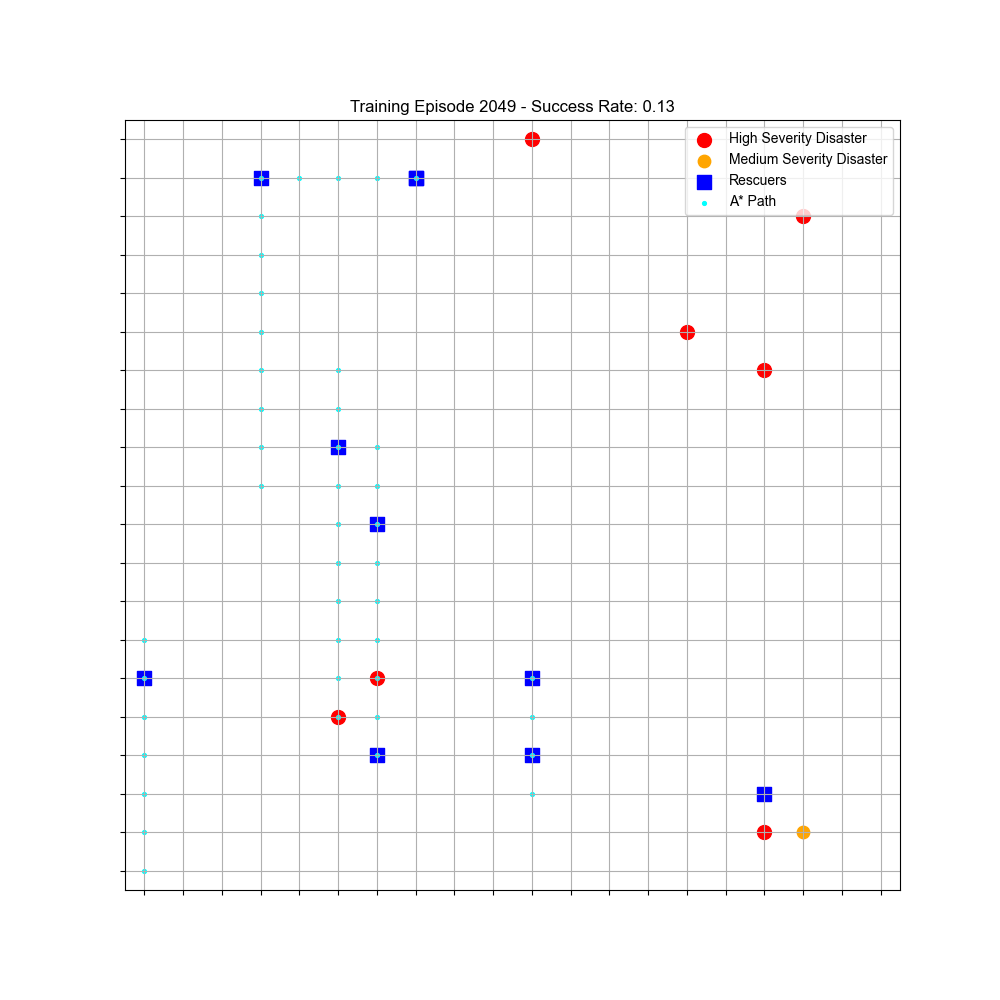 Training Episode 2049 - Success Rate: 0.13
High Severity Disaster
Medium Severity Disaster
Rescuers
A* Path